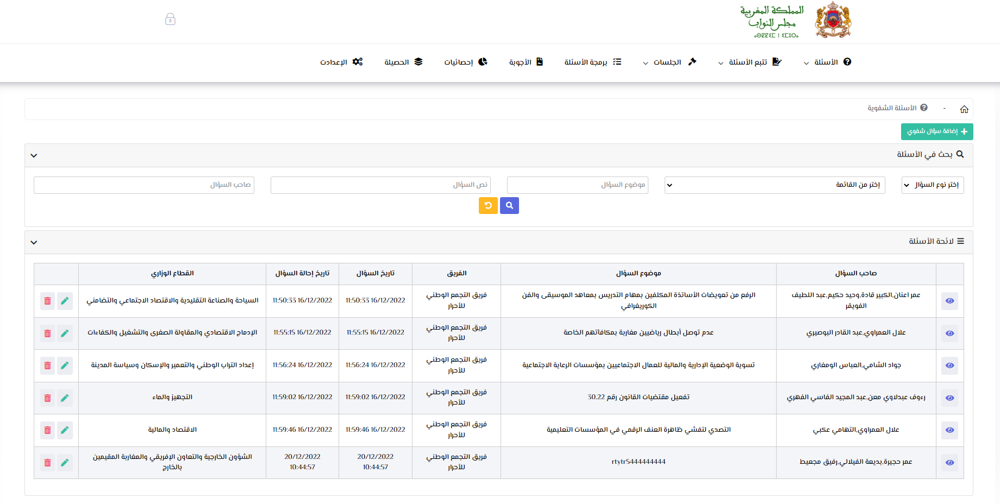 المملكة المغربية
مجلس النواب
0
الأسئلة
تتبع الأسئلة
الجلسات
برمجة الأسئلة
الأجوبة
إحصائيات
الحصيلة
الإعدادت
- الأسئلة الشفوية
إضافة سؤال شفوي
بحث في الأسئلة
إختر نوع السؤال
إختر من القائمة
موضوع السؤال
نص السؤال
صاحب السؤال
لائحة الأسئلة
صاحب السؤال
موضوع السؤال
الفريق
تاريخ السؤال
تاريخ إحالة السؤال
القطاع الوزاري
عمر اعنان,الكبير قادة,وحيد حكيم,عبد اللطيف
الفويقر
الرفع من تعويضات الأساتذة المكلفين بمهام التدريس بمعاهد الموسيقى والفن
الكوريغرافي
فريق التجمع الوطني
للأحرار
11:50:33 16/12/2022
11:50:33 16/12/2022
السياحة والصناعة التقليدية والاقتصاد الاجتماعي والتضامني
علال العمراوي,عبد القادر البوصيري
عدم توصل أبطال رياضيين مغاربة بمكافآتهم الخاصة
فريق التجمع الوطني
للأحرار
11:55:15 16/12/2022
11:55:15 16/12/2022
الإدماج الاقتصادي والمقاولة الصغرى والتشغيل والكفاءات
جواد الشامي,العباس الومغاري
تسوية الوضعية الإدارية والمالية للعمال الاجتماعيين بمؤسسات الرعاية الاجتماعية
فريق التجمع الوطني
للأحرار
11:56:24 16/12/2022
11:56:24 16/12/2022
إعداد التراب الوطني والتعمير والإسكان وسياسة المدينة
رءوف عبدلاوي معن,عبد المجيد الفاسي الفهري
تفعيل مقتضيات القانون رقم 30.22
فريق التجمع الوطني
للأحرار
11:59:02 16/12/2022
11:59:02 16/12/2022
التجهيز والماء
علال العمراوي,التهامي عكبي
التصدي لتفشي ظاهرة العنف الرقمي في المؤسسات التعليمية
فريق التجمع الوطني
للأحرار
11:59:46 16/12/2022
11:59:46 16/12/2022
الاقتصاد والمالية
عمر حجيرة,بديعة الفيلالي,رفيق مجعيط
rtytr5444444444
فريق التجمع الوطني
للأحرار
20/12/2022
10:44:57
20/12/2022
10:44:57
الشؤون الخارجية والتعاون الإفريقي والمغاربة المقيمين
بالخارج